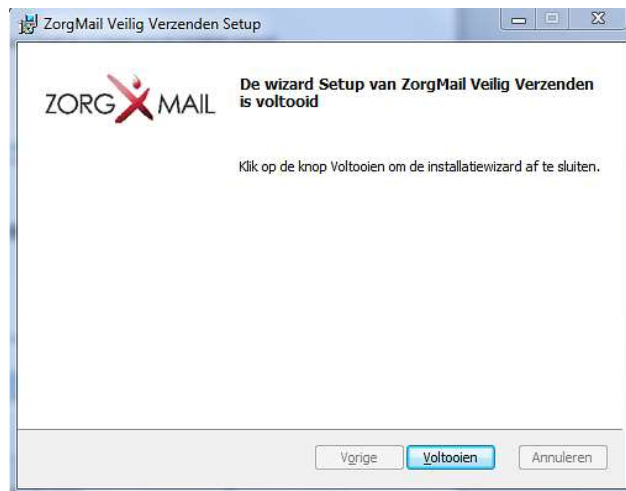 ZorgMail Veilig Verzenden Setup
ZORG MAIL
De wizard Setup van ZorgMail Veilig Verzenden
is voltooid
Klik op de knop Voltooien om de installatiewizard af te sluiten.
Vorige Voltooien Annuleren